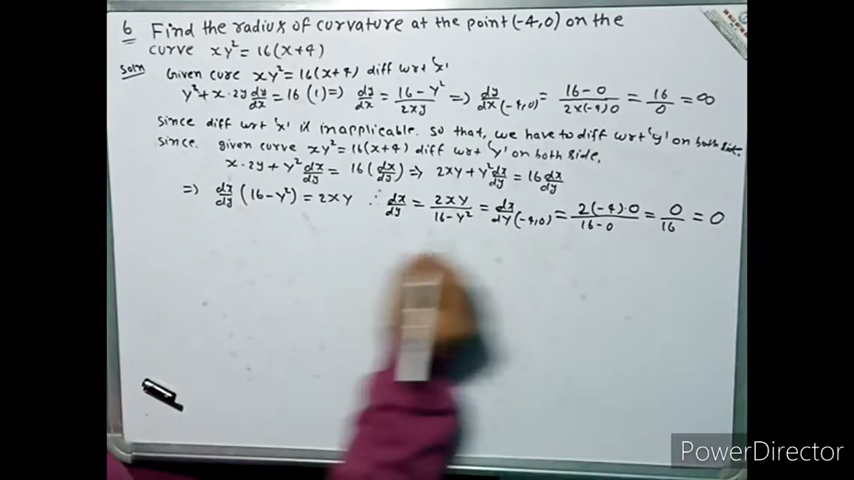 6 Find the radius of curvature at the point (-4,0) on the
curve xy² = 16(x+4)
Soln Given cure xy² = 16(x+4) diff wrt 'x'
y² + x·2y dy/dx = 16(1) => dy/dx = 16-y²/2xy => dy/dx (-4,0) = 16-0/2x(-4)0 = 16/0 = ∞
Since diff wrt 'x' is inapplicable. so that, we have to diff wrt 'y' on both side.
since. given curve xy² = 16(x+4) diff wrt 'y' on both side.
x·2y + y² dx/dy = 16(dx/dy) => 2xy + y² dx/dy = 16 dx/dy
=> dx/dy (16-y²) = 2xy ∴ dx/dy = 2xy/16-y² = dx/dy (-4,0) = 2(-4)·0/16-0 = 0/16 = 0
PowerDirector